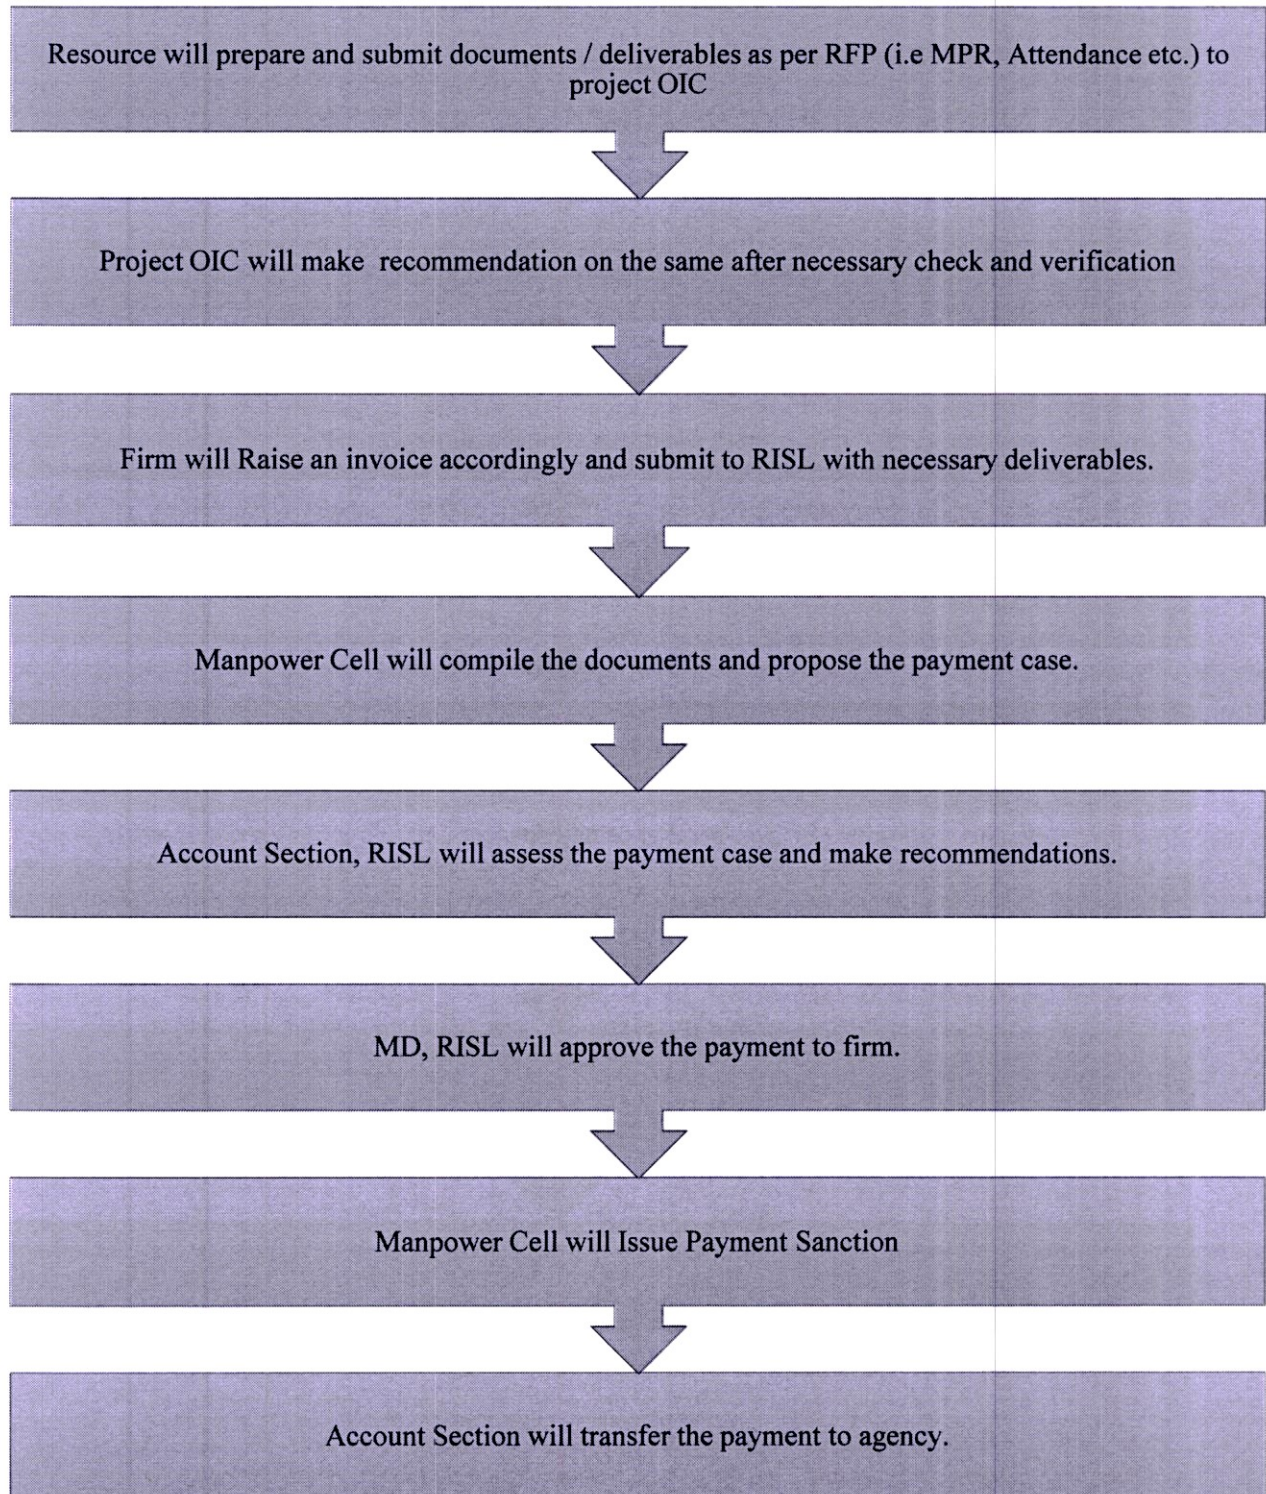 Resource will prepare and submit documents / deliverables as per RFP (i.e MPR, Attendance etc.) to
project OIC
Project OIC will make recommendation on the same after necessary check and verification
Firm will Raise an invoice accordingly and submit to RISL with necessary deliverables.
Manpower Cell will compile the documents and propose the payment case.
Account Section, RISL will assess the payment case and make recommendations.
MD, RISL will approve the payment to firm.
Manpower Cell will Issue Payment Sanction
Account Section will transfer the payment to agency.